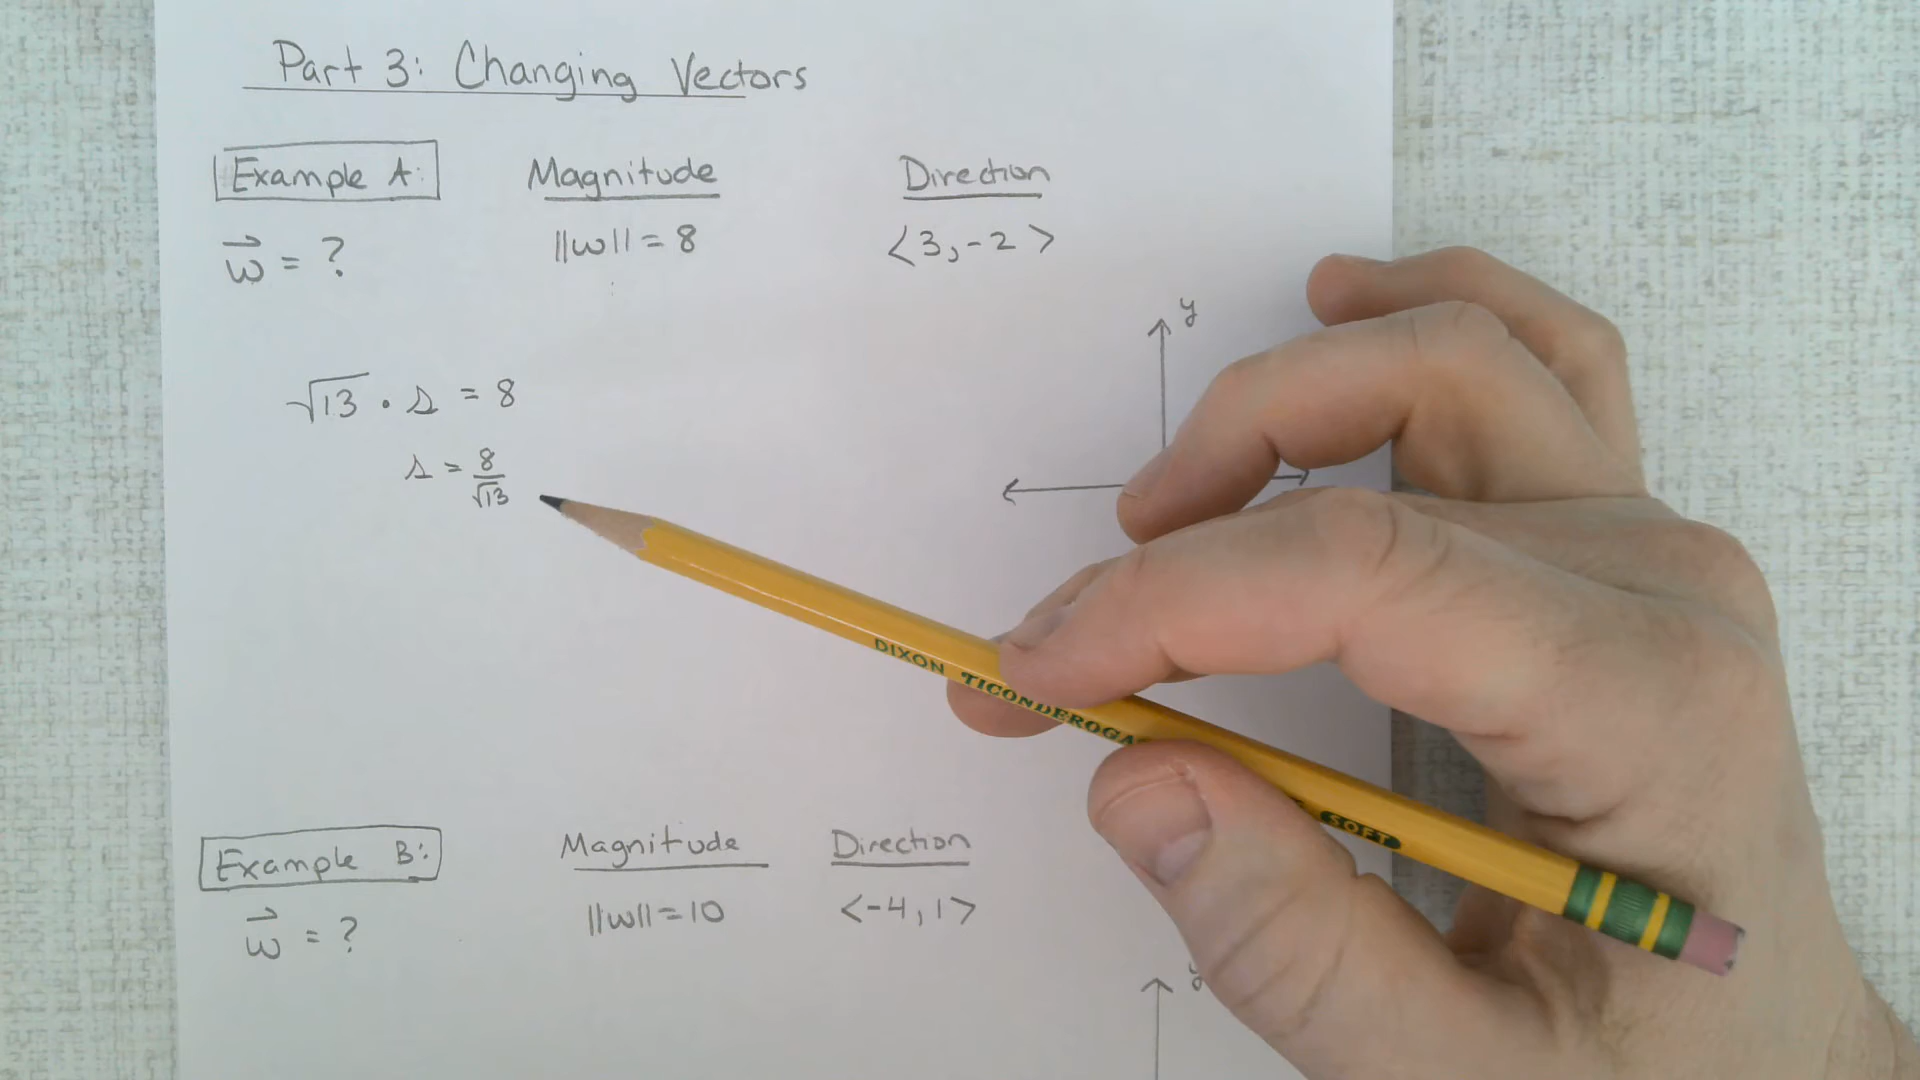 Part 3: Changing Vectors
Example A: Magnitude Direction
w⃗ = ? ||w|| = 8 <3, -2>
y
√13 · s = 8
s = 8/√13
DIXON TICONDEROGA
SOFT
Example B: Magnitude Direction
w⃗ = ? ||w|| = 10 <-4, 1>
y